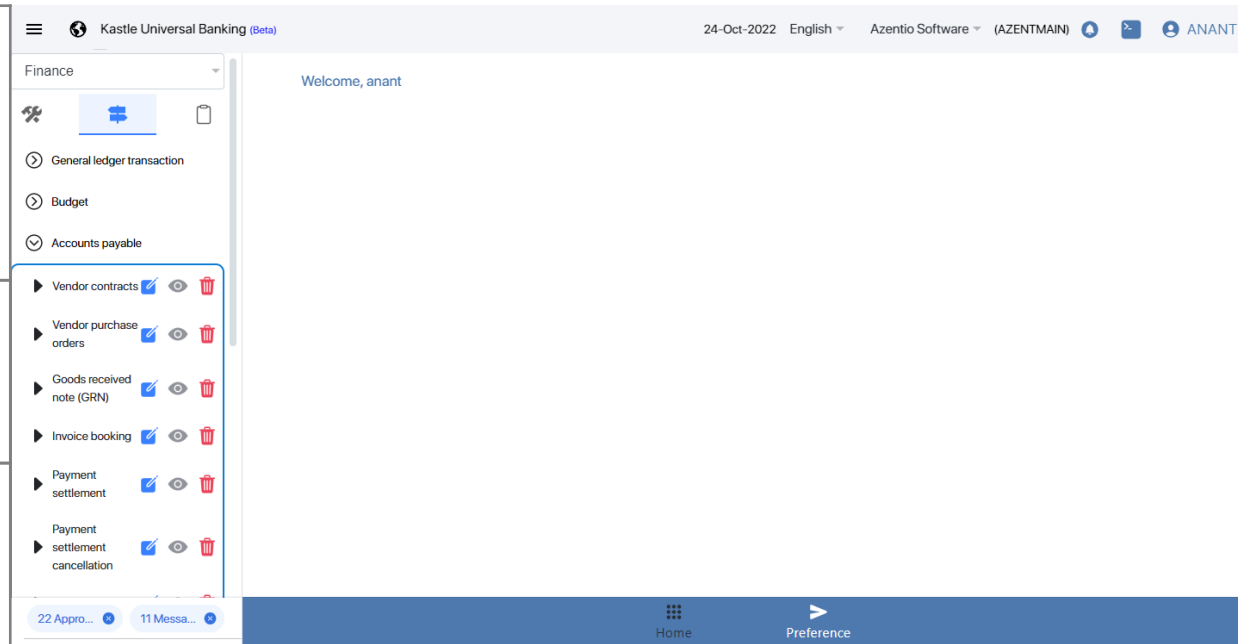 Kastle Universal Banking (Beta)
24-Oct-2022 English Azentio Software (AZENTMAIN) ANANT
Finance
Welcome, anant
General ledger transaction
Budget
Accounts payable
Vendor contracts
Vendor purchase
orders
Goods received
note (GRN)
Invoice booking
Payment
settlement
Payment
settlement
cancellation
22 Appro... 11 Messa...
Home Preference